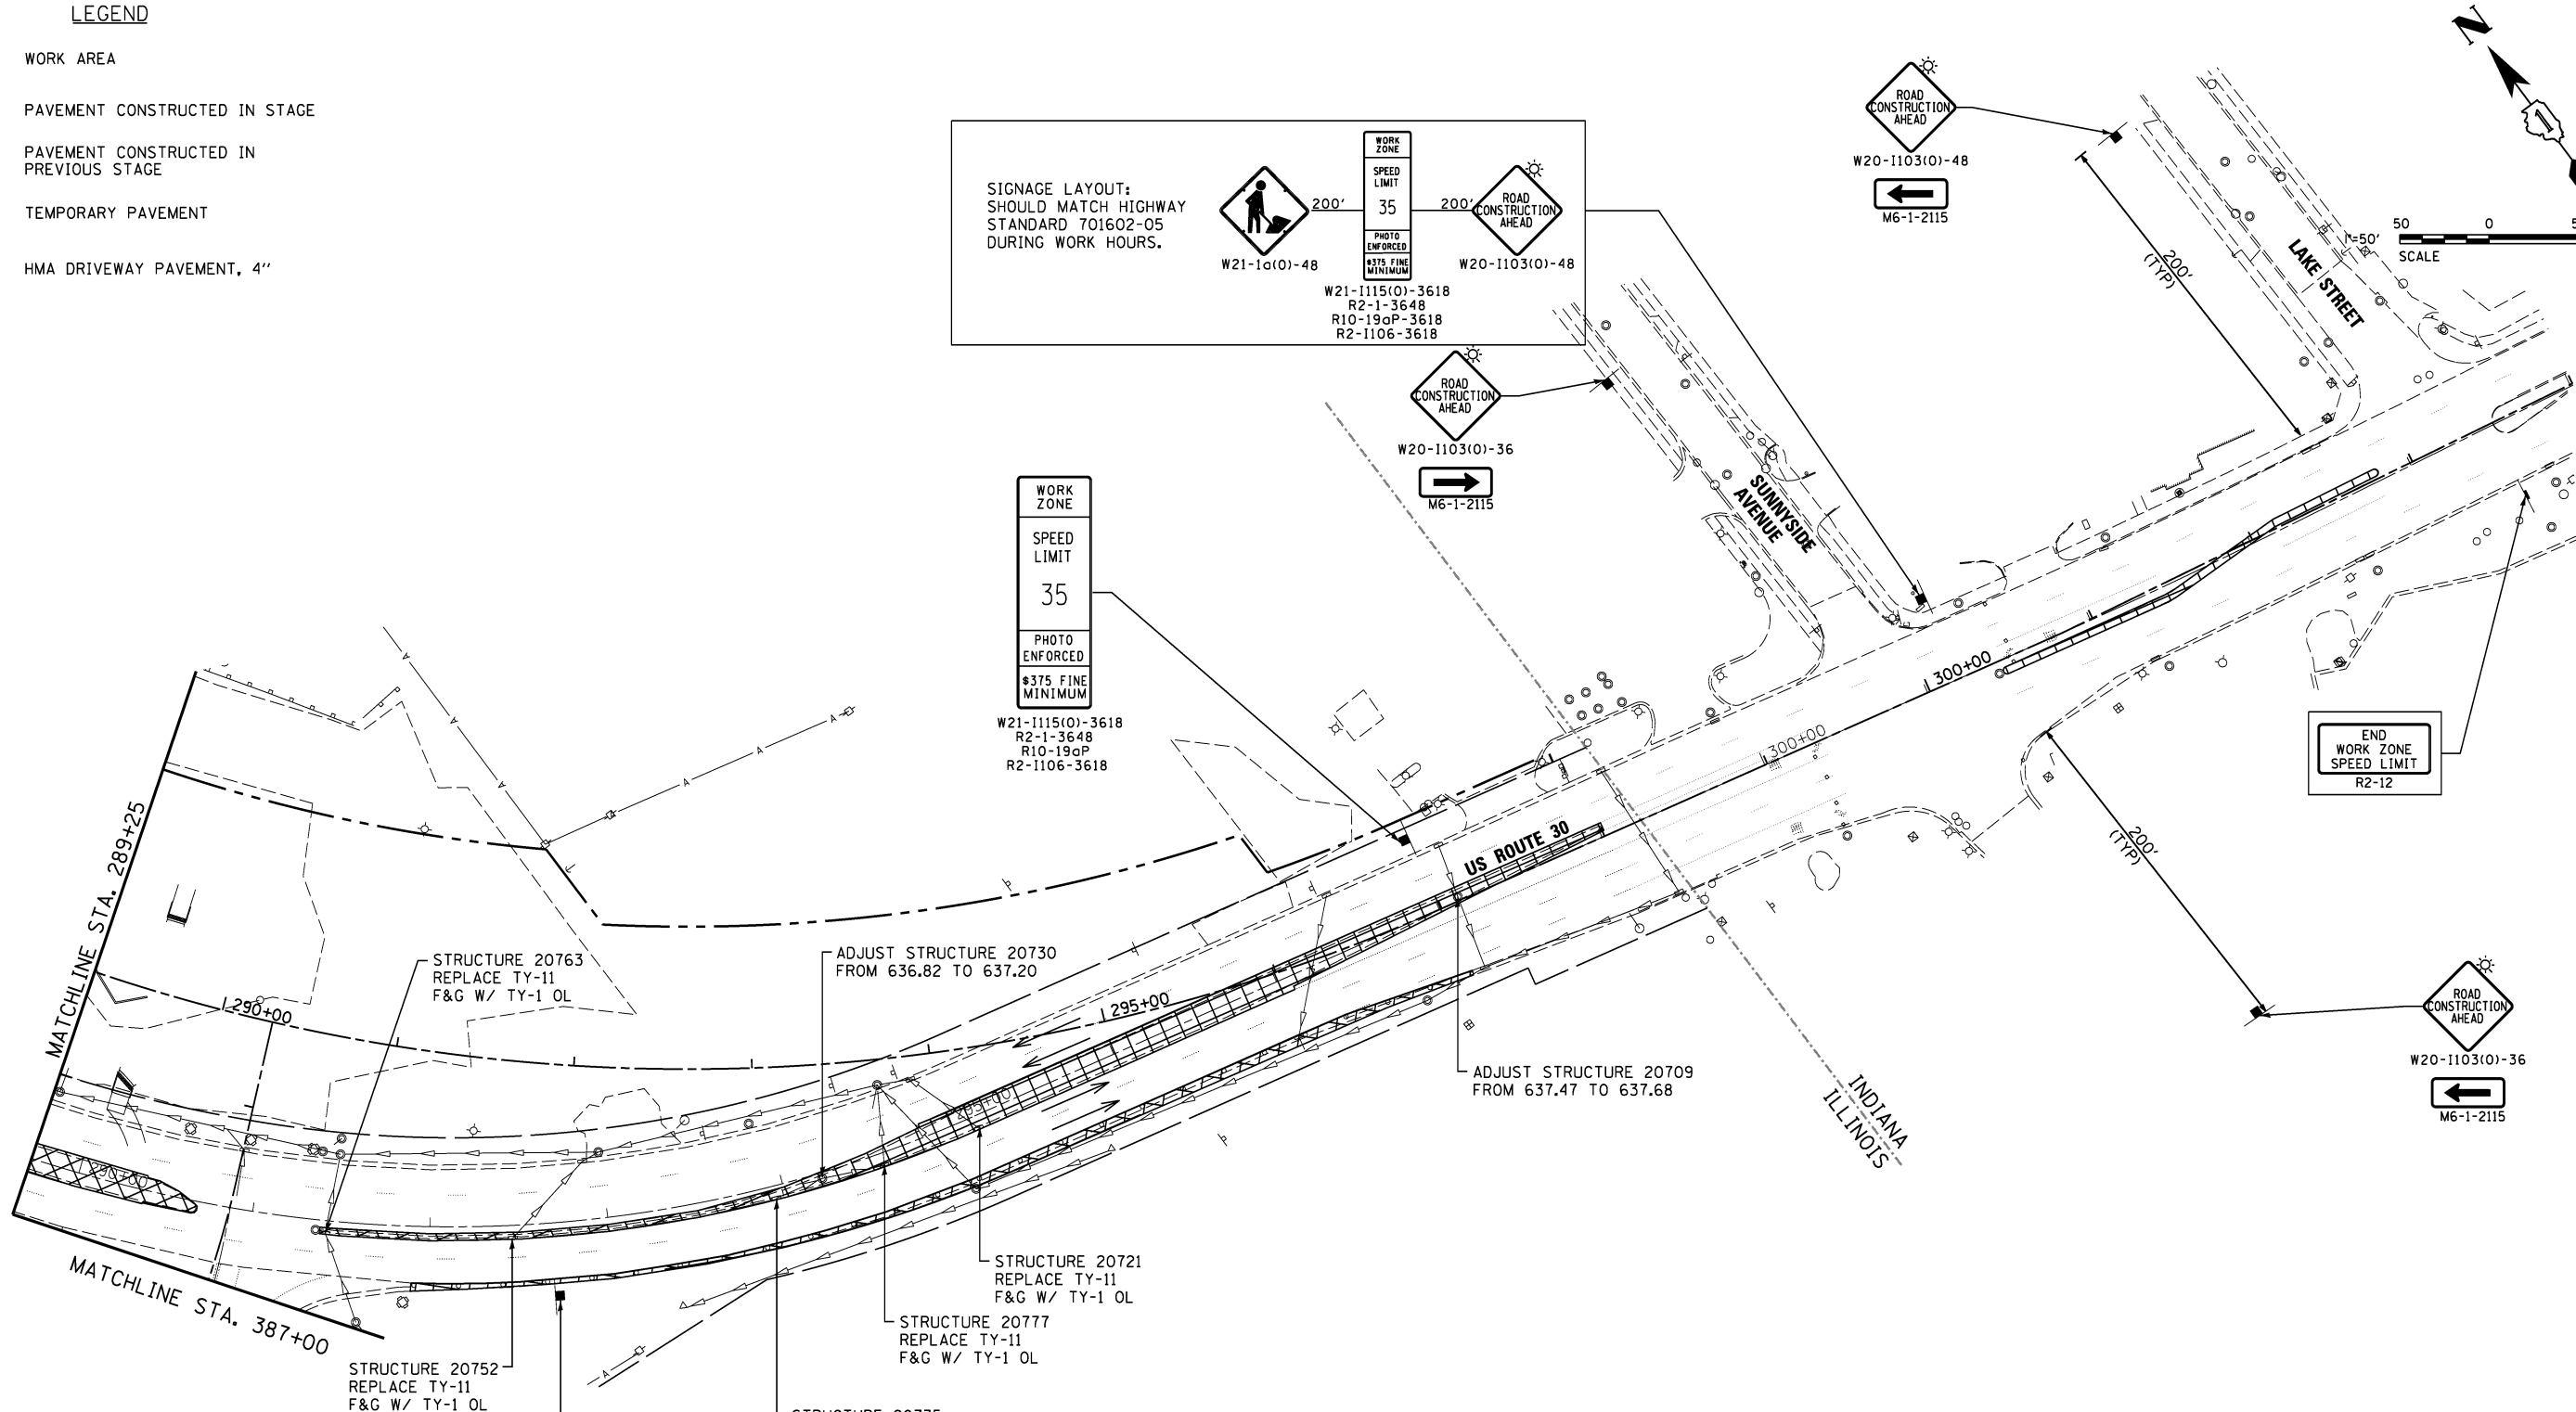 LEGEND
WORK AREA
PAVEMENT CONSTRUCTED IN STAGE
PAVEMENT CONSTRUCTED IN
PREVIOUS STAGE
TEMPORARY PAVEMENT
HMA DRIVEWAY PAVEMENT, 4''
SIGNAGE LAYOUT:
SHOULD MATCH HIGHWAY
STANDARD 701602-05
DURING WORK HOURS.
W21-1a(O)-48
200'
WORK
ZONE
SPEED
LIMIT
35
PHOTO
ENFORCED
$375 FINE
MINIMUM
W21-I115(O)-3618
R2-1-3648
R10-19aP-3618
R2-I106-3618
200'
ROAD
CONSTRUCTION
AHEAD
W20-I103(O)-48
ROAD
CONSTRUCTION
AHEAD
W20-I103(O)-48
M6-1-2115
N
1
50 0
1"=50'
SCALE
200'
(TYP)
LAKE STREET
ROAD
CONSTRUCTION
AHEAD
W20-I103(O)-36
M6-1-2115
SUNNYSIDE
AVENUE
WORK
ZONE
SPEED
LIMIT
35
PHOTO
ENFORCED
$375 FINE
MINIMUM
W21-I115(O)-3618
R2-1-3648
R10-19aP
R2-I106-3618
300+00
300+00
END
WORK ZONE
SPEED LIMIT
R2-12
200'
(TYP)
US ROUTE 30
MATCHLINE STA. 289+25
290+00
STRUCTURE 20763
REPLACE TY-11
F&G W/ TY-1 OL
ADJUST STRUCTURE 20730
FROM 636.82 TO 637.20
295+00
295+00
ADJUST STRUCTURE 20709
FROM 637.47 TO 637.68
INDIANA
ILLINOIS
ROAD
CONSTRUCTION
AHEAD
W20-I103(O)-36
M6-1-2115
290+00
MATCHLINE STA. 387+00
STRUCTURE 20721
REPLACE TY-11
F&G W/ TY-1 OL
STRUCTURE 20777
REPLACE TY-11
F&G W/ TY-1 OL
STRUCTURE 20752
REPLACE TY-11
F&G W/ TY-1 OL